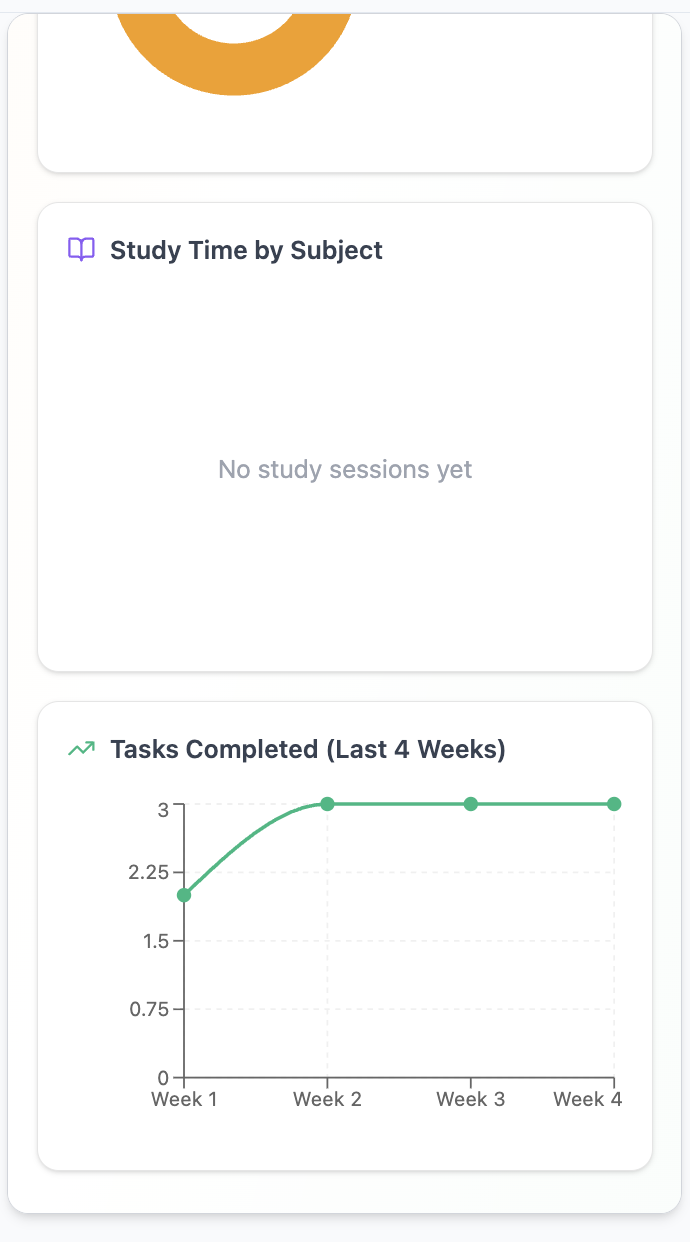 Study Time by Subject
No study sessions yet
Tasks Completed (Last 4 Weeks)
3
2.25
1.5
0.75
0
Week 1 Week 2 Week 3 Week 4